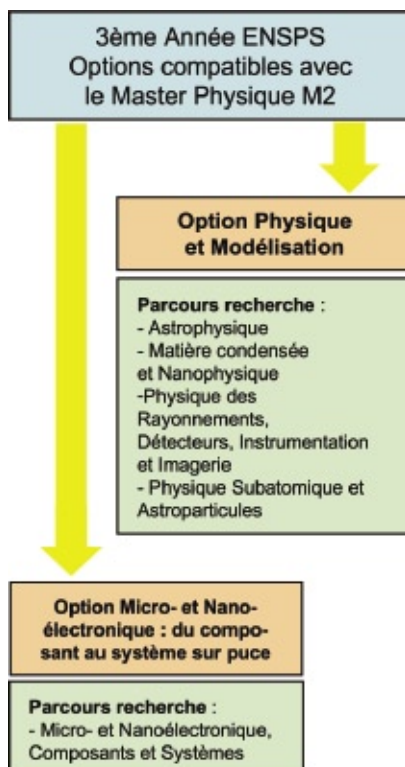 3ème Année ENSPS
Options compatibles avec
le Master Physique M2
Option Physique
et Modélisation
Parcours recherche :
- Astrophysique
- Matière condensée
et Nanophysique
-Physique des
Rayonnements,
Détecteurs, Instrumentation
et Imagerie
- Physique Subatomique et
Astroparticules
Option Micro- et Nano-
électronique : du compo-
sant au système sur puce
Parcours recherche :
- Micro- et Nanoélectronique,
Composants et Systèmes